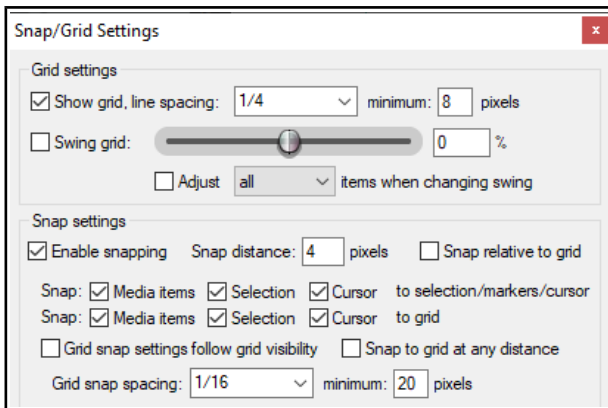 Snap/Grid Settings
x
Grid settings
Show grid, line spacing: 1/4 minimum: 8 pixels
Swing grid: 0 %
Adjust all items when changing swing
Snap settings
Enable snapping Snap distance: 4 pixels Snap relative to grid
Snap: Media items Selection Cursor to selection/markers/cursor
Snap: Media items Selection Cursor to grid
Grid snap settings follow grid visibility Snap to grid at any distance
Grid snap spacing: 1/16 minimum: 20 pixels